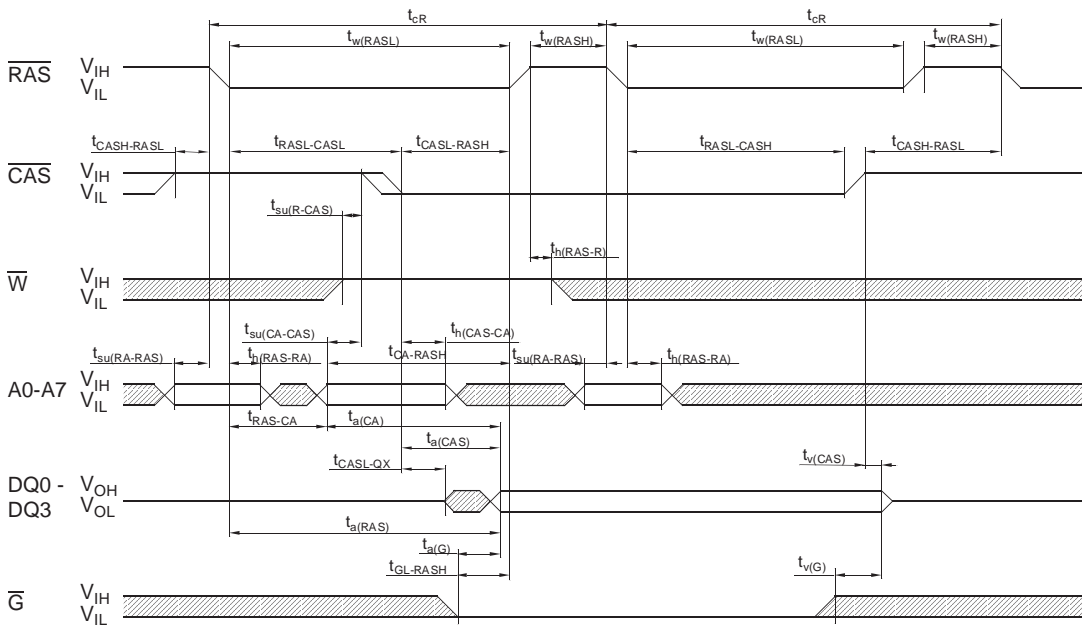 tcR tcR
tw(RASL) tw(RASH) tw(RASL) tw(RASH)
RAS VIH
VIL
tCASH-RASL tRASL-CASL tCASL-RASH tRASL-CASH tCASH-RASL
CAS VIH
VIL
tsu(R-CAS)
th(RAS-R)
W VIH
VIL
tsu(CA-CAS) th(CAS-CA)
tsu(RA-RAS) th(RAS-RA) tCA-RASH tsu(RA-RAS) th(RAS-RA)
A0-A7 VIH
VIL
tRAS-CA ta(CA)
ta(CAS)
tCASL-QX tv(CAS)
DQ0 - VOH
DQ3 VOL
ta(RAS)
ta(G)
tGL-RASH tv(G)
G VIH
VIL